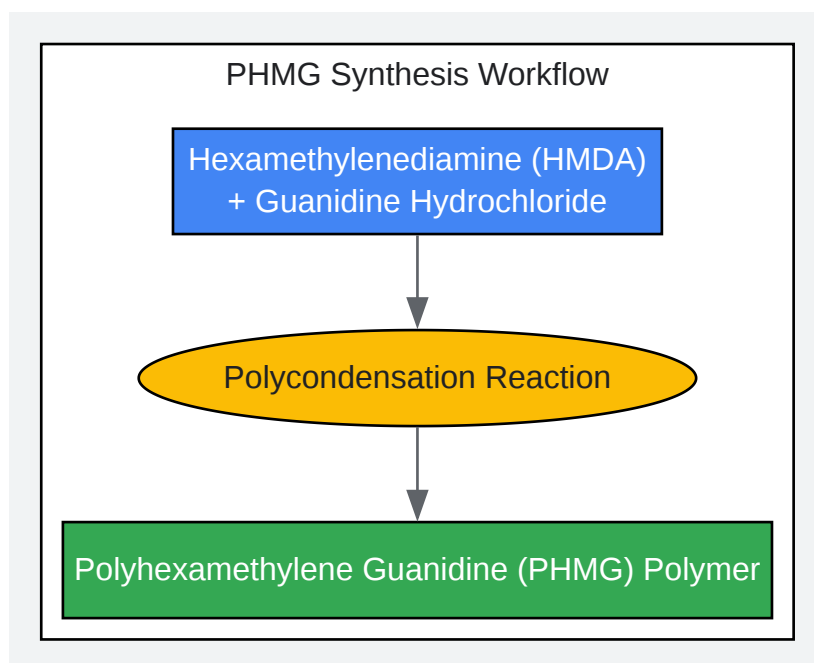 PHMG Synthesis Workflow
Hexamethylenediamine (HMDA)
+ Guanidine Hydrochloride
Polycondensation Reaction
Polyhexamethylene Guanidine (PHMG) Polymer